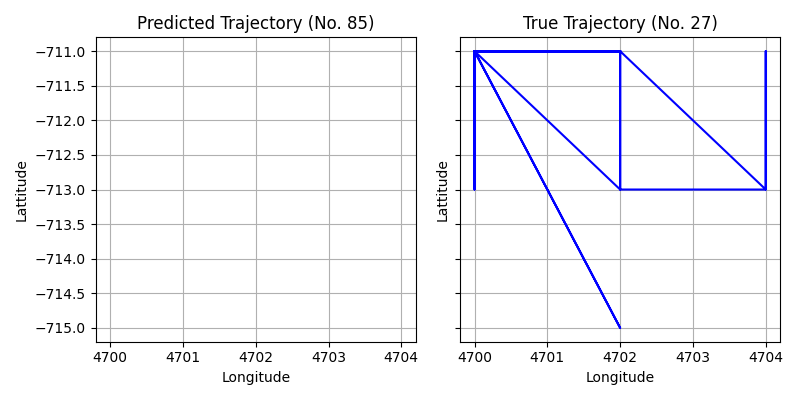 Predicted Trajectory (No. 85)
True Trajectory (No. 27)
−711.0
−711.5
−712.0
−712.5
−713.0
−713.5
−714.0
−714.5
−715.0
Lattitude
Lattitude
4700 4701 4702 4703 4704
4700 4701 4702 4703 4704
Longitude
Longitude